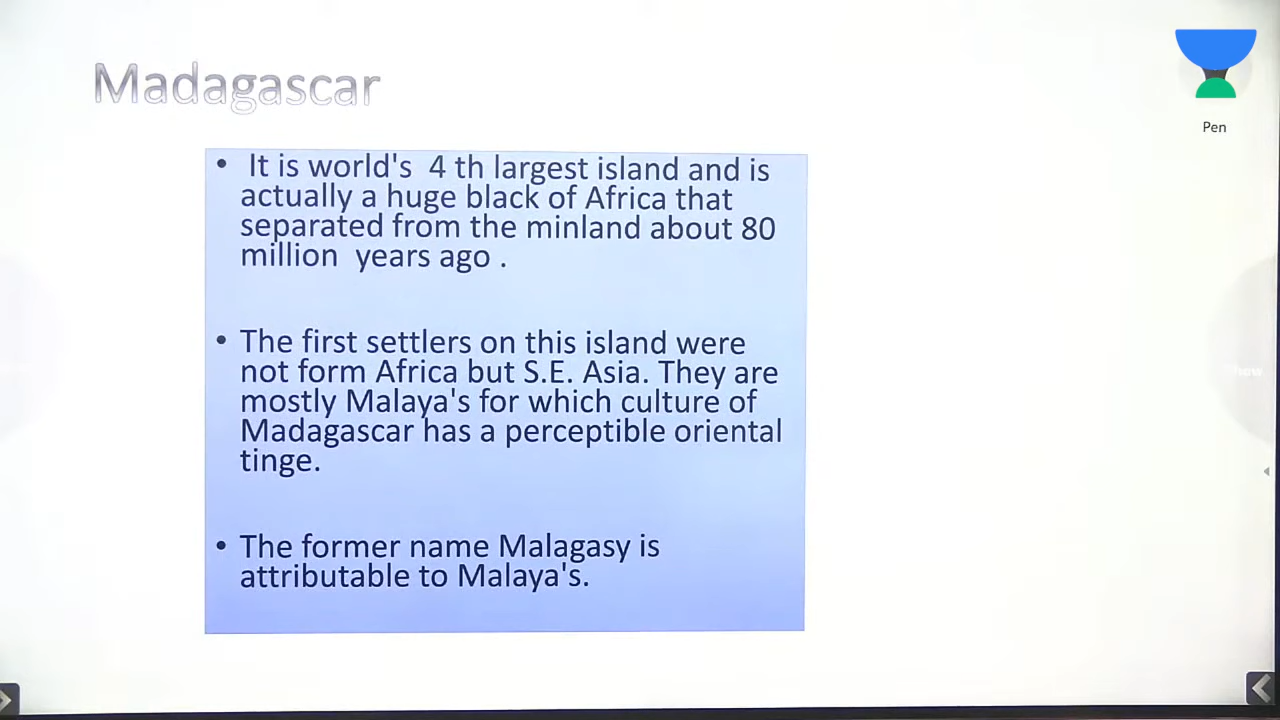 Madagascar
Pen
• It is world's 4 th largest island and is
actually a huge black of Africa that
separated from the minland about 80
million years ago .
• The first settlers on this island were
not form Africa but S.E. Asia. They are
mostly Malaya's for which culture of
Madagascar has a perceptible oriental
tinge.
• The former name Malagasy is
attributable to Malaya's.